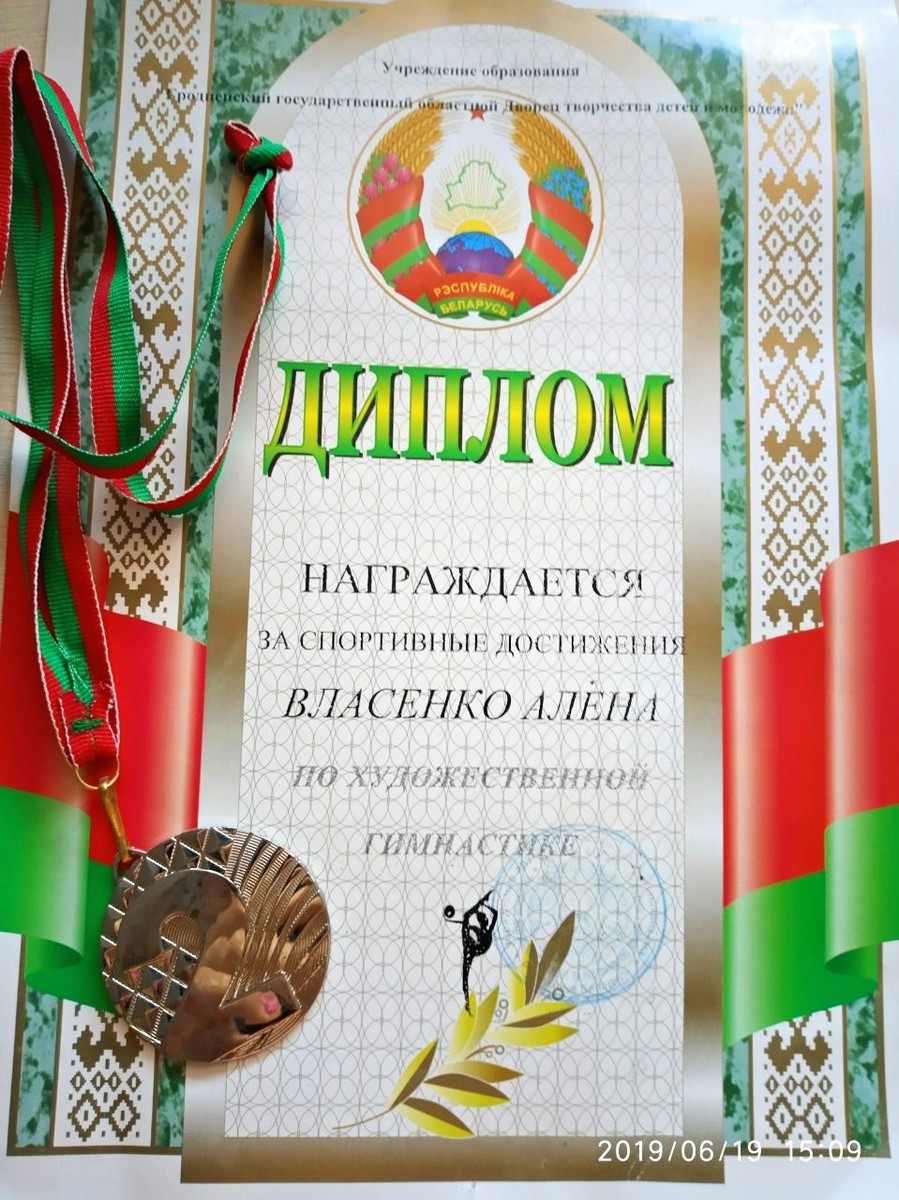 Учреждение образования
"Гродненский государственный областной Дворец творчества детей и молодежи"
РЭСПУБЛІКА
БЕЛАРУСЬ
ДИПЛОМ
НАГРАЖДАЕТСЯ
ЗА СПОРТИВНЫЕ ДОСТИЖЕНИЯ
ВЛАСЕНКО АЛЁНА
ПО ХУДОЖЕСТВЕННОЙ
ГИМНАСТИКЕ
2019/06/19 15:09